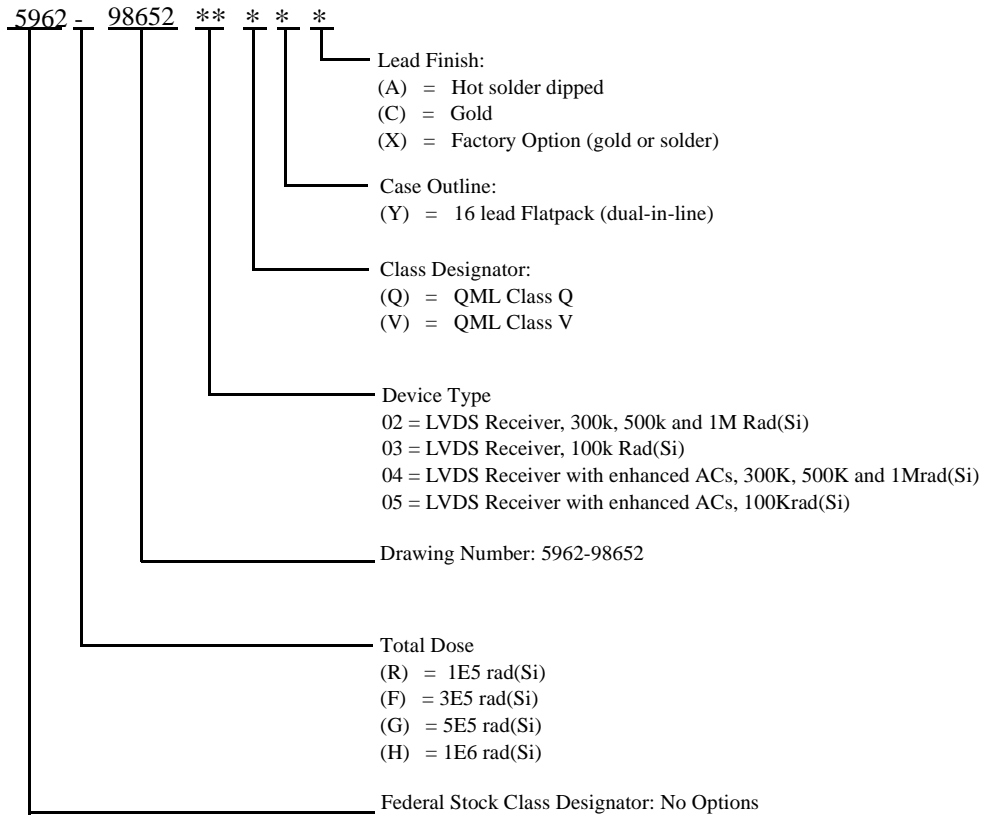 5962 - 98652 ** * * *
Lead Finish:
(A) = Hot solder dipped
(C) = Gold
(X) = Factory Option (gold or solder)
Case Outline:
(Y) = 16 lead Flatpack (dual-in-line)
Class Designator:
(Q) = QML Class Q
(V) = QML Class V
Device Type
02 = LVDS Receiver, 300k, 500k and 1M Rad(Si)
03 = LVDS Receiver, 100k Rad(Si)
04 = LVDS Receiver with enhanced ACs, 300K, 500K and 1Mrad(Si)
05 = LVDS Receiver with enhanced ACs, 100Krad(Si)
Drawing Number: 5962-98652
Total Dose
(R) = 1E5 rad(Si)
(F) = 3E5 rad(Si)
(G) = 5E5 rad(Si)
(H) = 1E6 rad(Si)
Federal Stock Class Designator: No Options